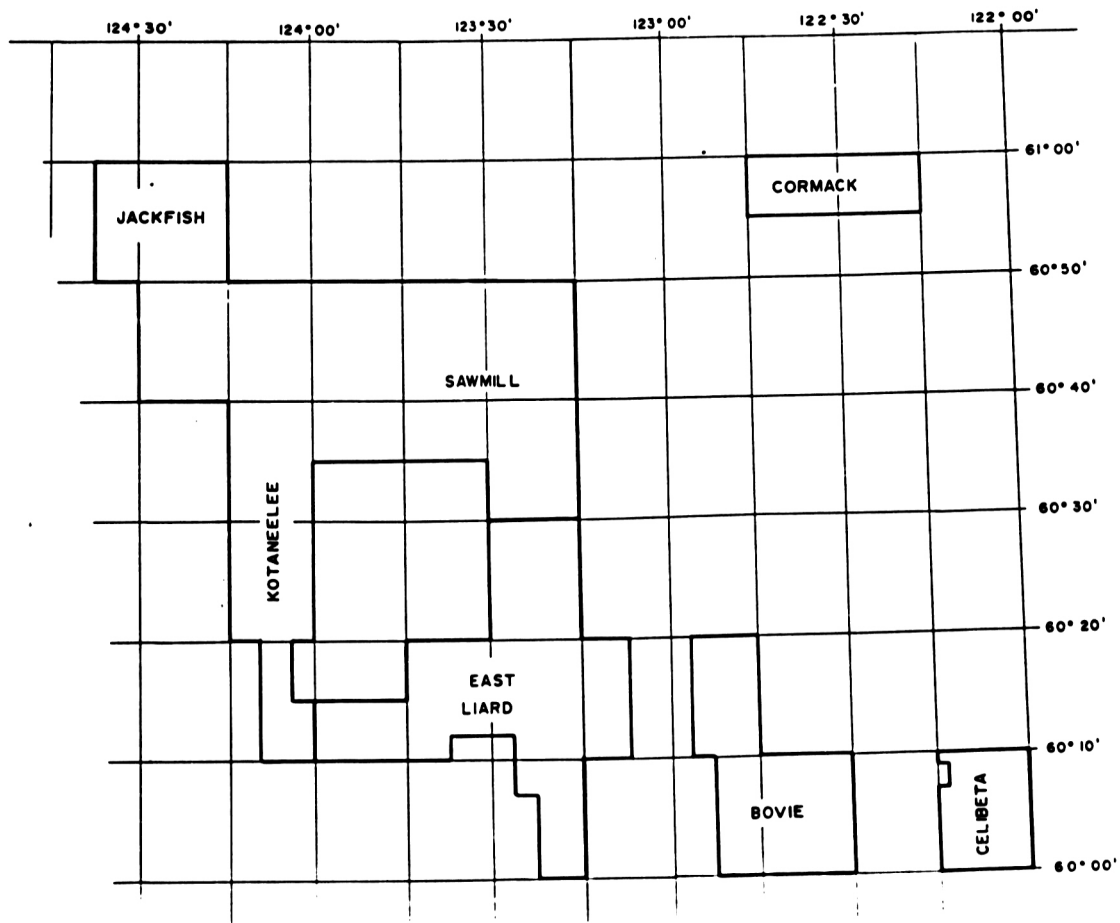 124° 30'
124° 00'
123° 30'
123° 00'
122° 30'
122° 00'
61° 00'
CORMACK
JACKFISH
60° 50'
SAWMILL
60° 40'
KOTANEELEE
60° 30'
60° 20'
EAST
LIARD
60° 10'
BOVIE
CELIBETA
60° 00'